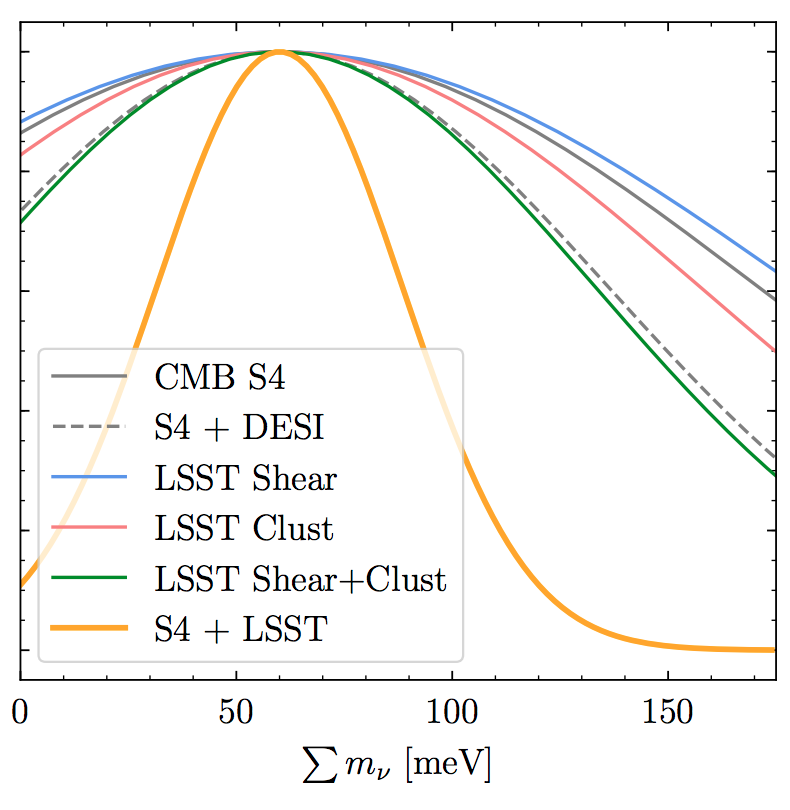 CMB S4
S4 + DESI
LSST Shear
LSST Clust
LSST Shear+Clust
S4 + LSST
0 50 100 150
∑ mν [meV]